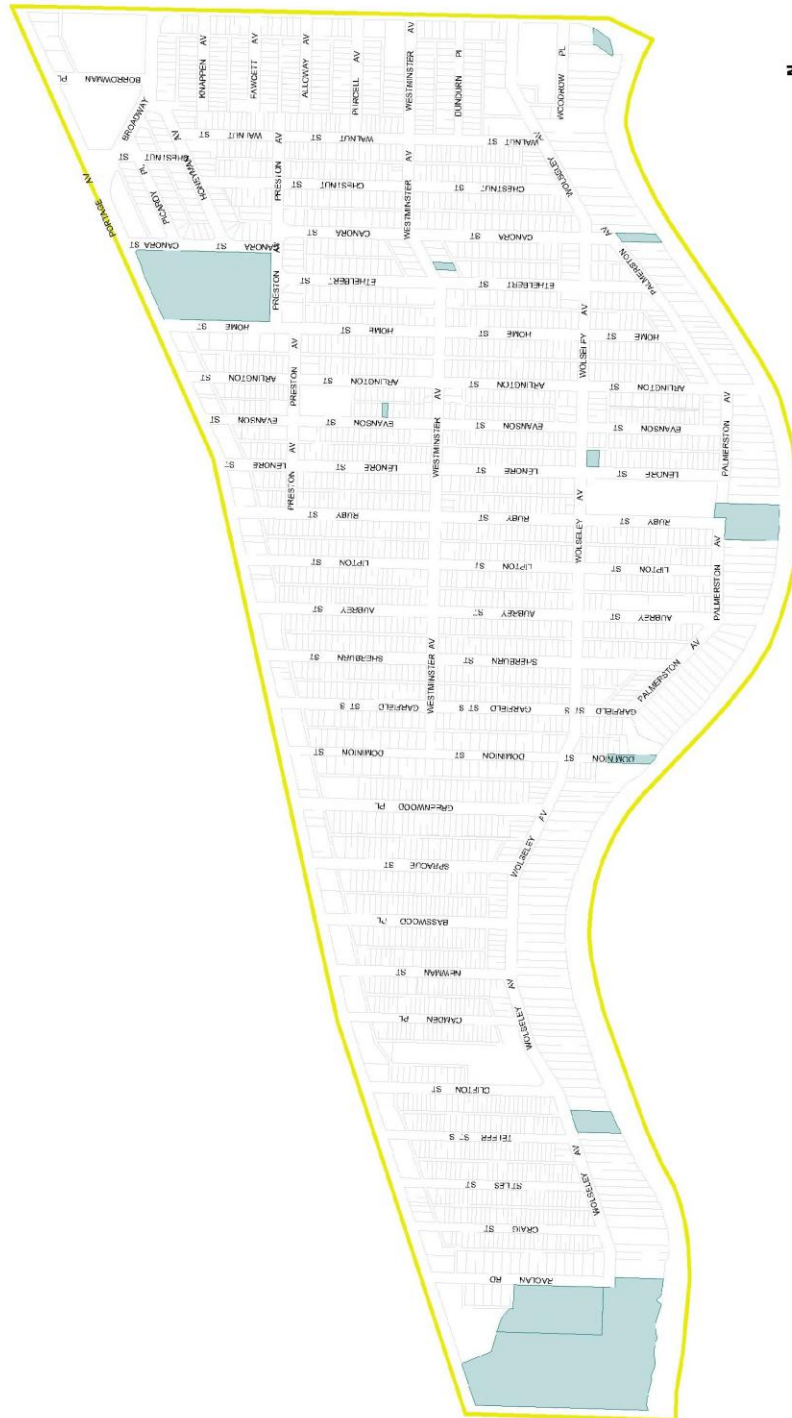 N
BORROWMAN PL
BROADWAY AV
KNAPPEN AV
FAWCETT AV
ALLOWAY AV
PURCELL AV
WESTMINSTER AV
DUNDURN Pl
WOODROW PL
PORTAGE AV
CHESTNUT ST
PICARDY PL
HONEYMAN AV
WALNUT ST
WALNUT ST
WALNUT ST
PRESTON AV
CHESTNUT ST
CHESTNUT ST
WESTMINSTER AV
WOLSELEY AV
CANORA ST
CANORA ST
CANORA ST
CANORA ST
PALMERSTON AV
PRESTON AV
ETHELBERT ST
ETHELBERT ST
HOME ST
HOME ST
HOME ST
HOME ST
WOLSELEY AV
ARLINGTON ST
ARLINGTON ST
ARLINGTON ST
ARLINGTON ST
PRESTON AV
EVANSON ST
EVANSON ST
EVANSON ST
EVANSON ST
WESTMINSTER AV
PALMERSTON AV
LENORE ST
LENORE ST
LENORE ST
LENORE ST
PRESTON AV
RUBY ST
RUBY ST
RUBY ST
WOLSELEY AV
LIPTON ST
LIPTON ST
LIPTON ST
PALMERSTON AV
AUBREY ST
AUBREY ST
AUBREY ST
SHERBURN ST
SHERBURN ST
WESTMINSTER AV
PALMERSTON AV
GARFIELD ST S
GARFIELD ST S
GARFIELD ST S
DOMINION ST
DOMINION ST
DOMINION ST
GREENWOOD PL
WOLSELEY AV
SPRAGUE ST
BASSWOOD PL
NEWMAN ST
CAMDEN PL
WOLSELEY AV
CLIFTON ST
TELFER ST S
STILES ST
WOLSELEY AV
CRAIG ST
RAGLAN RD